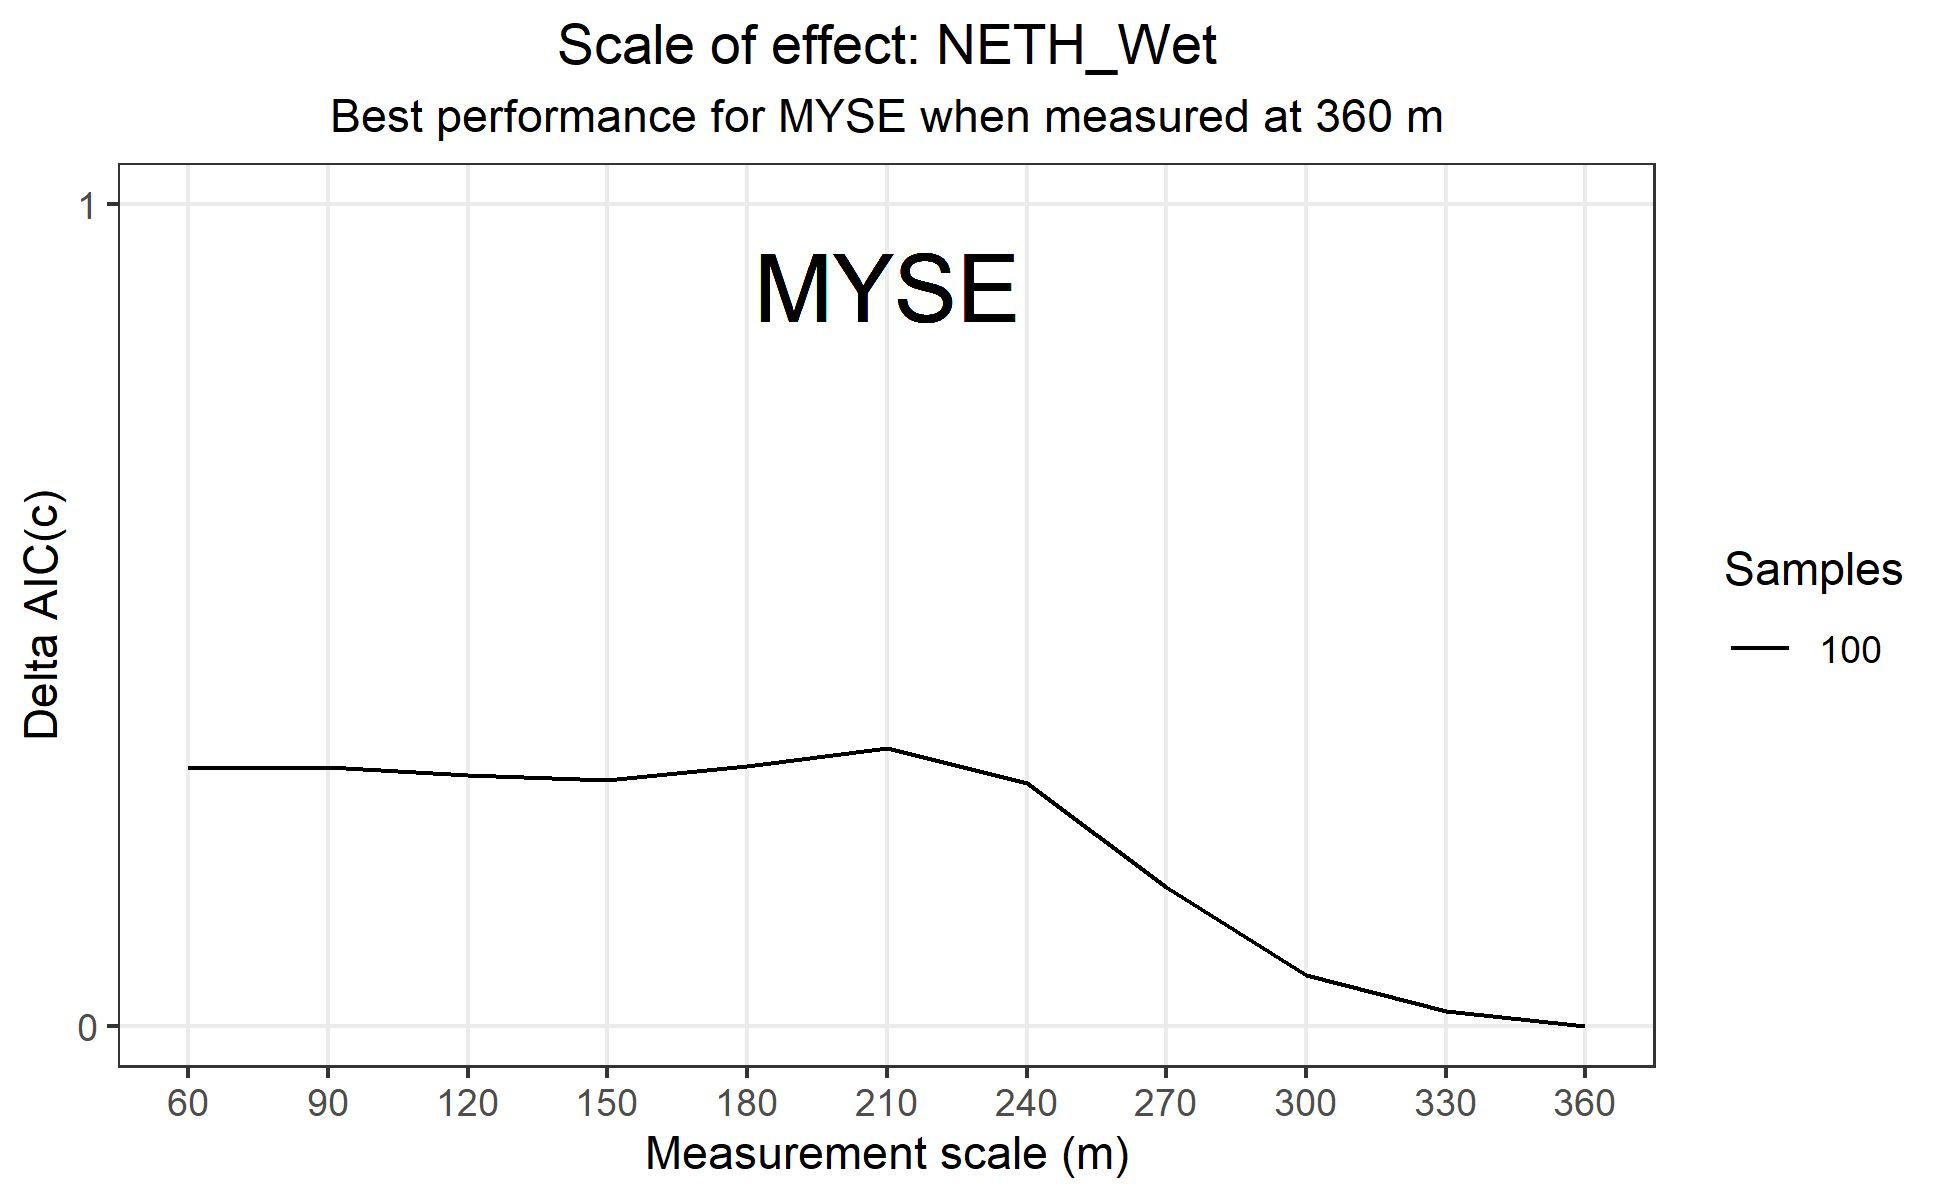 Scale of effect: NETH_Wet
Best performance for MYSE when measured at 360 m
1
MYSE
Delta AIC(c)
Samples
100
0
60 90 120 150 180 210 240 270 300 330 360
Measurement scale (m)